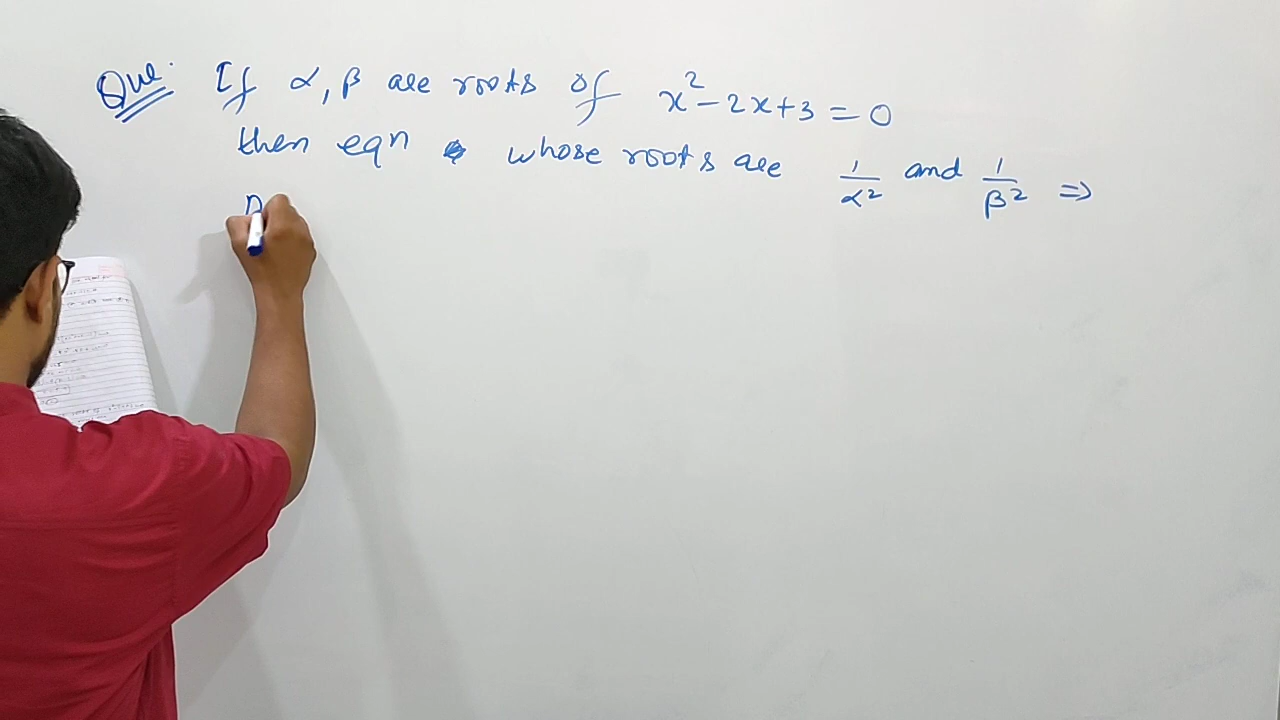 Que. If α, β are roots of x² - 2x + 3 = 0
then eqn whose roots are 1/α² and 1/β² ⇒